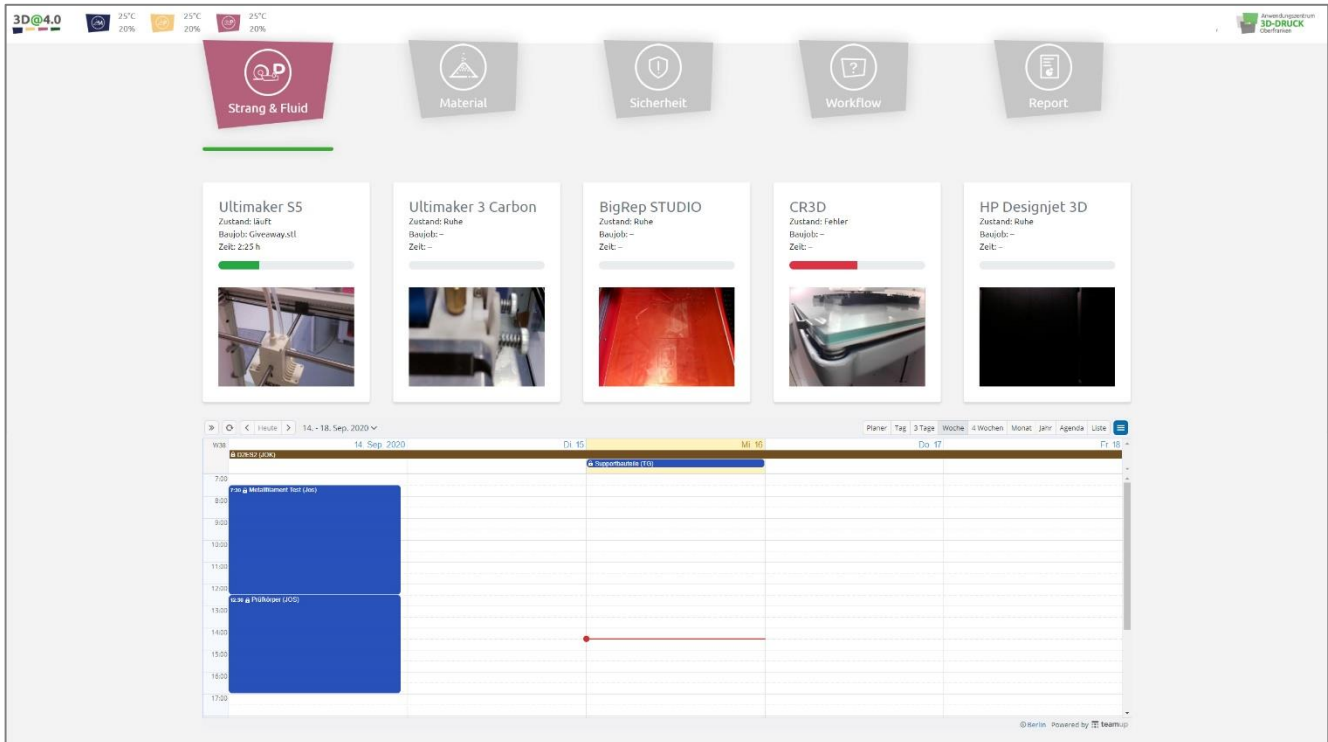 3D@4.0
25°C
20%
25°C
20%
25°C
20%
Anwendungszentrum
3D-DRUCK
Oberfranken
Strang & Fluid
Material
Sicherheit
Workflow
Report
Ultimaker S5
Zustand: läuft
Baujob: Giveaway.stl
Zeit: 2:25 h
Ultimaker 3 Carbon
Zustand: Ruhe
Baujob: –
Zeit: –
BigRep STUDIO
Zustand: Ruhe
Baujob: –
Zeit: –
CR3D
Zustand: Fehler
Baujob: –
Zeit: –
HP Designjet 3D
Zustand: Ruhe
Baujob: –
Zeit: –
Heute 14. - 18. Sep. 2020
Planer Tag 3 Tage Woche 4 Wochen Monat Jahr Agenda Liste
W38 14. Sep. 2020 Di. 15 Mi. 16 Do. 17 Fr. 18
(JOK)
Supportbauteile (TG)
7:00
7:30 Metallfilament Test (Jos)
8:00
9:00
10:00
11:00
12:00
12:30 Prüfkörper (JOS)
13:00
14:00
15:00
16:00
17:00
Berlin Powered by teamup